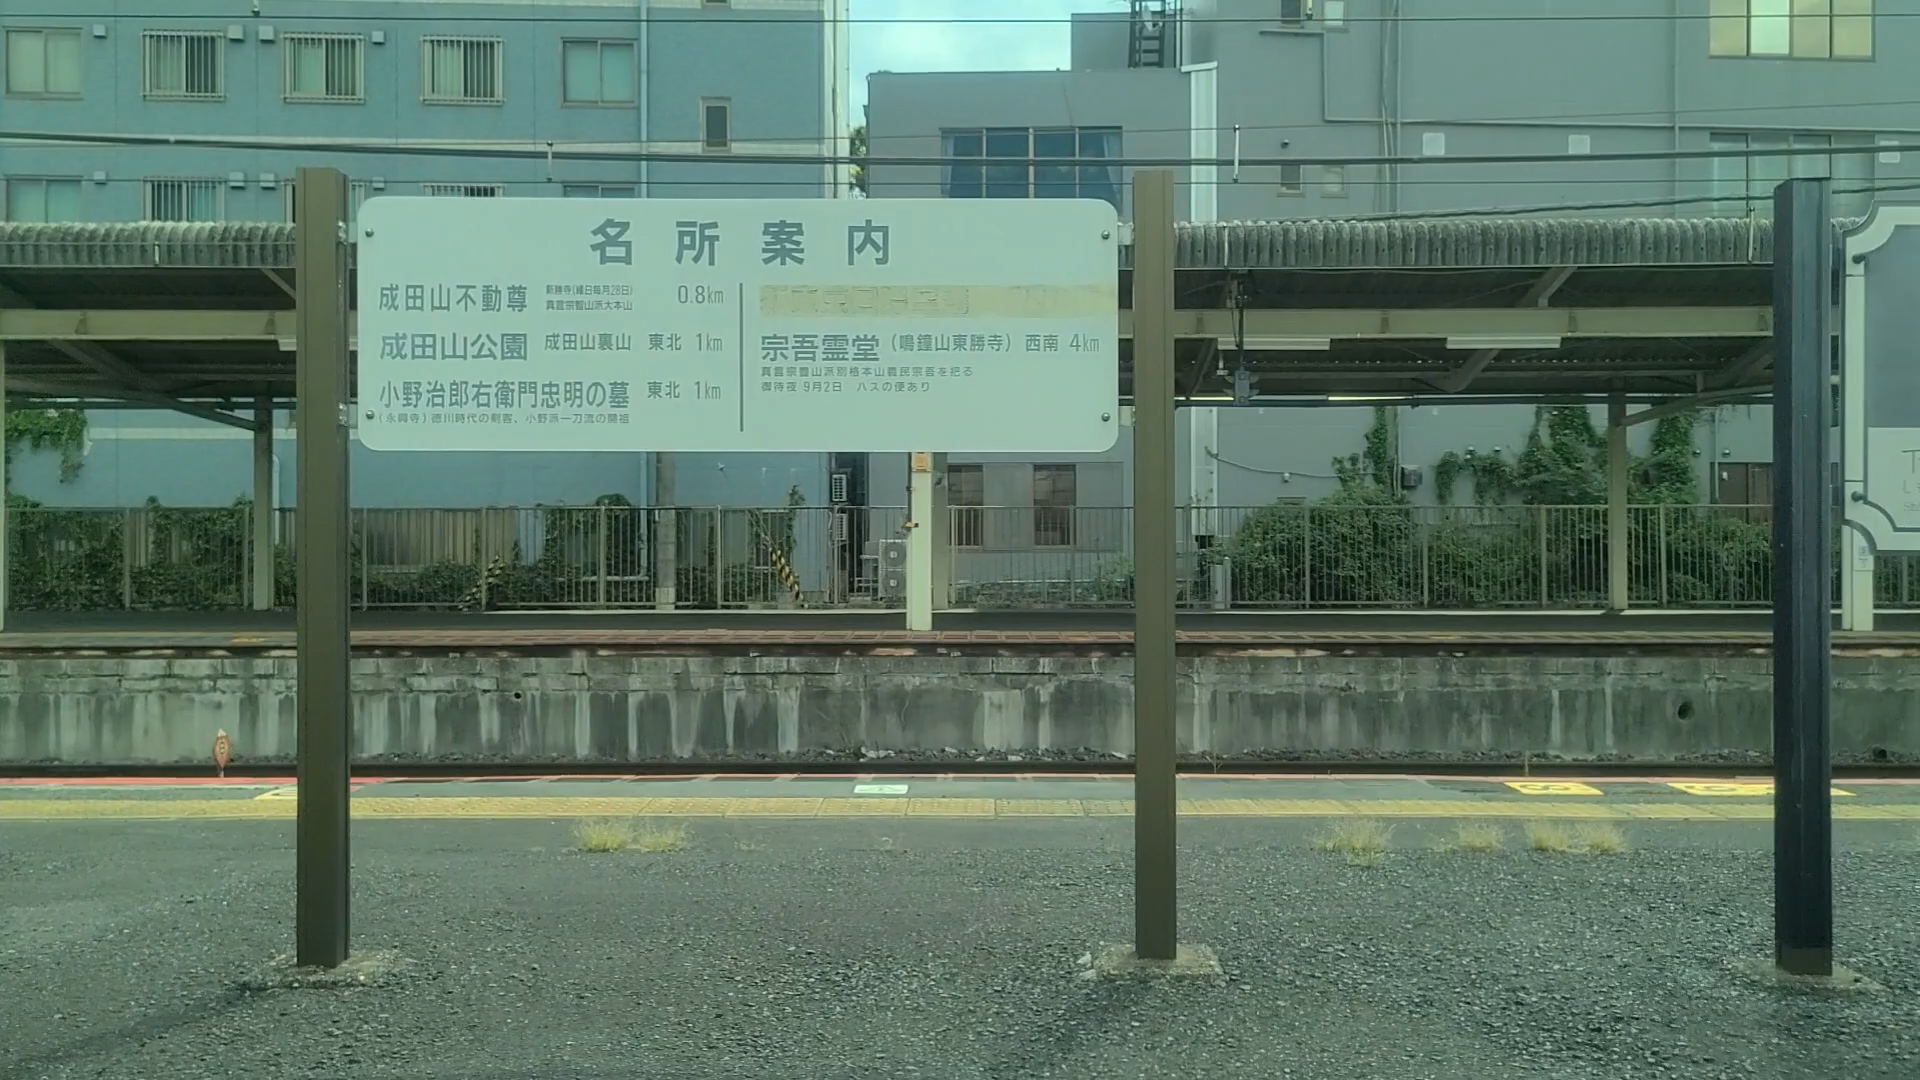 名所案内
成田山不動尊 新勝寺(縁日毎月28日) 0.8km
真言宗智山派大本山
成田山公園 成田山裏山 東北 1km
小野治郎右衛門忠明の墓 東北 1km
(永興寺)徳川時代の剣客、小野派一刀流の開祖
宗吾霊堂(鳴鐘山東勝寺) 西南 4km
真言宗豊山派別格本山義民宗吾を祀る
御待夜 9月2日 バスの便あり